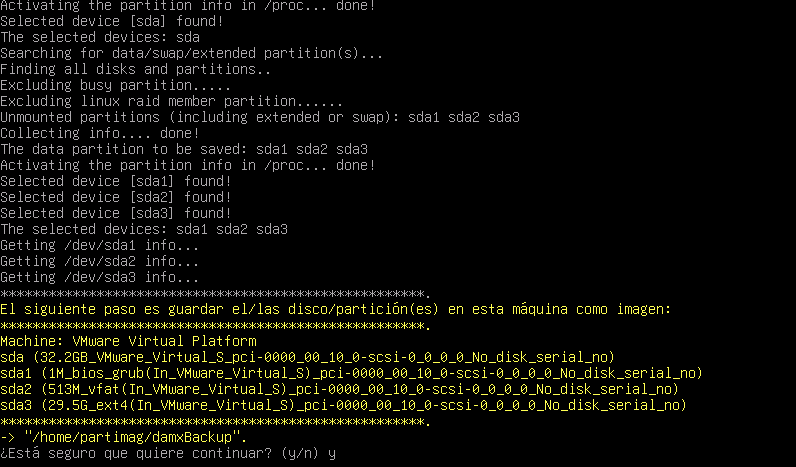 Activating the partition info in /proc... done!
Selected device [sda] found!
The selected devices: sda
Searching for data/swap/extended partition(s)...
Finding all disks and partitions..
Excluding busy partition.....
Excluding linux raid member partition......
Unmounted partitions (including extended or swap): sda1 sda2 sda3
Collecting info.... done!
The data partition to be saved: sda1 sda2 sda3
Activating the partition info in /proc... done!
Selected device [sda1] found!
Selected device [sda2] found!
Selected device [sda3] found!
The selected devices: sda1 sda2 sda3
Getting /dev/sda1 info...
Getting /dev/sda2 info...
Getting /dev/sda3 info...
*****************************************************.
El siguiente paso es guardar el/las disco/partición(es) en esta máquina como imagen:
*****************************************************.
Machine: VMware Virtual Platform
sda (32.2GB_VMware_Virtual_S_pci-0000_00_10_0-scsi-0_0_0_0_No_disk_serial_no)
sda1 (1M_bios_grub(In_VMware_Virtual_S)_pci-0000_00_10_0-scsi-0_0_0_0_No_disk_serial_no)
sda2 (513M_vfat(In_VMware_Virtual_S)_pci-0000_00_10_0-scsi-0_0_0_0_No_disk_serial_no)
sda3 (29.5G_ext4(In_VMware_Virtual_S)_pci-0000_00_10_0-scsi-0_0_0_0_No_disk_serial_no)
*****************************************************.
-> "/home/partimag/damxBackup".
¿Está seguro que quiere continuar? (y/n) y